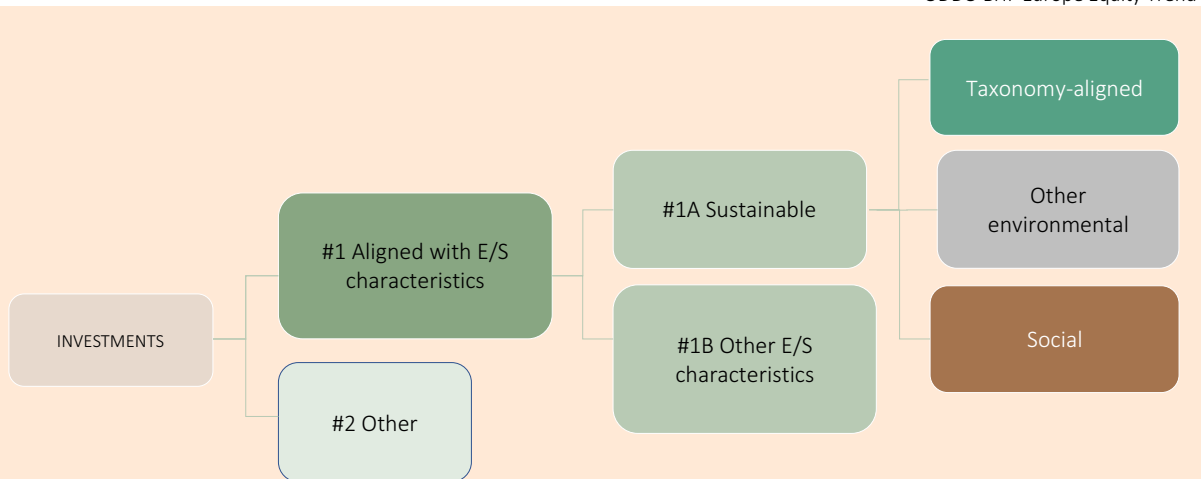 Taxonomy-aligned
#1A Sustainable
Other
environmental
#1 Aligned with E/S
characteristics
INVESTMENTS
#1B Other E/S
characteristics
Social
#2 Other